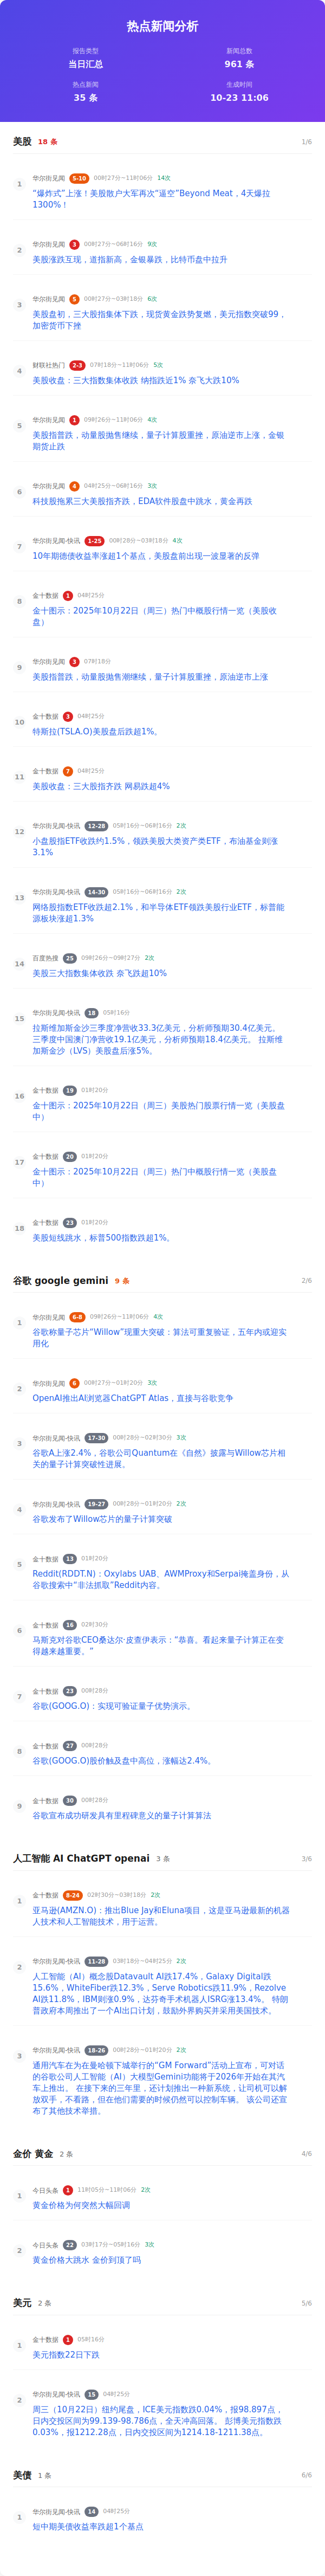 热点新闻分析
报告类型
当日汇总
新闻总数
961 条
热点新闻
35 条
生成时间
10-23 11:06
美股 18 条 1/6
1 华尔街见闻 5-10 00时27分~11时06分 14次
“爆炸式”上涨！美股散户大军再次“逼空”Beyond Meat，4天爆拉
1300%！
2 华尔街见闻 3 00时27分~06时16分 9次
美股涨跌互现，道指新高，金银暴跌，比特币盘中拉升
3 华尔街见闻 5 00时27分~03时18分 6次
美股盘初，三大股指集体下跌，现货黄金跌势复燃，美元指数突破99，
加密货币下挫
4 财联社热门 2-3 07时18分~11时06分 5次
美股收盘：三大指数集体收跌 纳指跌近1% 奈飞大跌10%
5 华尔街见闻 1 09时26分~11时06分 4次
美股指普跌，动量股抛售继续，量子计算股重挫，原油逆市上涨，金银
期货止跌
6 华尔街见闻 4 04时25分~06时16分 3次
科技股拖累三大美股指齐跌，EDA软件股盘中跳水，黄金再跌
7 华尔街见闻-快讯 1-25 00时28分~03时18分 4次
10年期德债收益率涨超1个基点，美股盘前出现一波显著的反弹
8 金十数据 1 04时25分
金十图示：2025年10月22日（周三）热门中概股行情一览（美股收
盘）
9 华尔街见闻 3 07时18分
美股指普跌，动量股抛售潮继续，量子计算股重挫，原油逆市上涨
10 金十数据 3 04时25分
特斯拉(TSLA.O)美股盘后跌超1%。
11 金十数据 7 04时25分
美股收盘：三大股指齐跌 网易跌超4%
12 华尔街见闻-快讯 12-28 05时16分~06时16分 2次
小盘股指ETF收跌约1.5%，领跌美股大类资产类ETF，布油基金则涨
3.1%
13 华尔街见闻-快讯 14-30 05时16分~06时16分 2次
网络股指数ETF收跌超2.1%，和半导体ETF领跌美股行业ETF，标普能
源板块涨超1.3%
14 百度热搜 25 09时26分~09时27分 2次
美股三大指数集体收跌 奈飞跌超10%
15 华尔街见闻-快讯 18 05时16分
拉斯维加斯金沙三季度净营收33.3亿美元，分析师预期30.4亿美元。
三季度中国澳门净营收19.1亿美元，分析师预期18.4亿美元。 拉斯维
加斯金沙（LVS）美股盘后涨5%。
16 金十数据 19 01时20分
金十图示：2025年10月22日（周三）美股热门股票行情一览（美股盘
中）
17 金十数据 20 01时20分
金十图示：2025年10月22日（周三）热门中概股行情一览（美股盘
中）
18 金十数据 23 01时20分
美股短线跳水，标普500指数跌超1%。
谷歌 google gemini 9 条 2/6
1 华尔街见闻 6-8 09时26分~11时06分 4次
谷歌称量子芯片“Willow”现重大突破：算法可重复验证，五年内或迎实
用化
2 华尔街见闻 6 00时27分~01时20分 3次
OpenAI推出AI浏览器ChatGPT Atlas，直接与谷歌竞争
3 华尔街见闻-快讯 17-30 00时28分~02时30分 3次
谷歌A上涨2.4%，谷歌公司Quantum在《自然》披露与Willow芯片相
关的量子计算突破性进展。
4 华尔街见闻-快讯 19-27 00时28分~01时20分 2次
谷歌发布了Willow芯片的量子计算突破
5 金十数据 13 01时20分
Reddit(RDDT.N)：Oxylabs UAB、AWMProxy和Serpai掩盖身份，从
谷歌搜索中“非法抓取”Reddit内容。
6 金十数据 16 02时30分
马斯克对谷歌CEO桑达尔·皮查伊表示：“恭喜。看起来量子计算正在变
得越来越重要。”
7 金十数据 23 00时28分
谷歌(GOOG.O)：实现可验证量子优势演示。
8 金十数据 27 00时28分
谷歌(GOOG.O)股价触及盘中高位，涨幅达2.4%。
9 金十数据 30 00时28分
谷歌宣布成功研发具有里程碑意义的量子计算算法
人工智能 AI ChatGPT openai 3 条 3/6
1 金十数据 8-24 02时30分~03时18分 2次
亚马逊(AMZN.O)：推出Blue Jay和Eluna项目，这是亚马逊最新的机器
人技术和人工智能技术，用于运营。
2 华尔街见闻-快讯 11-28 03时18分~04时25分 2次
人工智能（AI）概念股Datavault AI跌17.4%，Galaxy Digital跌
15.6%，WhiteFiber跌12.3%，Serve Robotics跌11.9%，Rezolve
AI跌11.8%，IBM则涨0.9%，达芬奇手术机器人ISRG涨13.4%。 特朗
普政府本周推出了一个AI出口计划，鼓励外界购买并采用美国技术。
3 华尔街见闻-快讯 18-26 00时28分~01时20分 2次
通用汽车在为在曼哈顿下城举行的“GM Forward”活动上宣布，可对话
的谷歌公司人工智能（AI）大模型Gemini功能将于2026年开始在其汽
车上推出。 在接下来的三年里，还计划推出一种新系统，让司机可以解
放双手，不看路，但在他们需要的时候仍然可以控制车辆。 该公司还宣
布了其他技术举措。
金价 黄金 2 条 4/6
1 今日头条 1 11时05分~11时06分 2次
黄金价格为何突然大幅回调
2 今日头条 22 03时17分~05时16分 3次
黄金价格大跳水 金价到顶了吗
美元 2 条 5/6
1 金十数据 1 05时16分
美元指数22日下跌
2 华尔街见闻-快讯 15 04时25分
周三（10月22日）纽约尾盘，ICE美元指数跌0.04%，报98.897点，
日内交投区间为99.139-98.786点，全天冲高回落。 彭博美元指数跌
0.03%，报1212.28点，日内交投区间为1214.18-1211.38点。
美债 1 条 6/6
1 华尔街见闻-快讯 14 04时25分
短中期美债收益率跌超1个基点